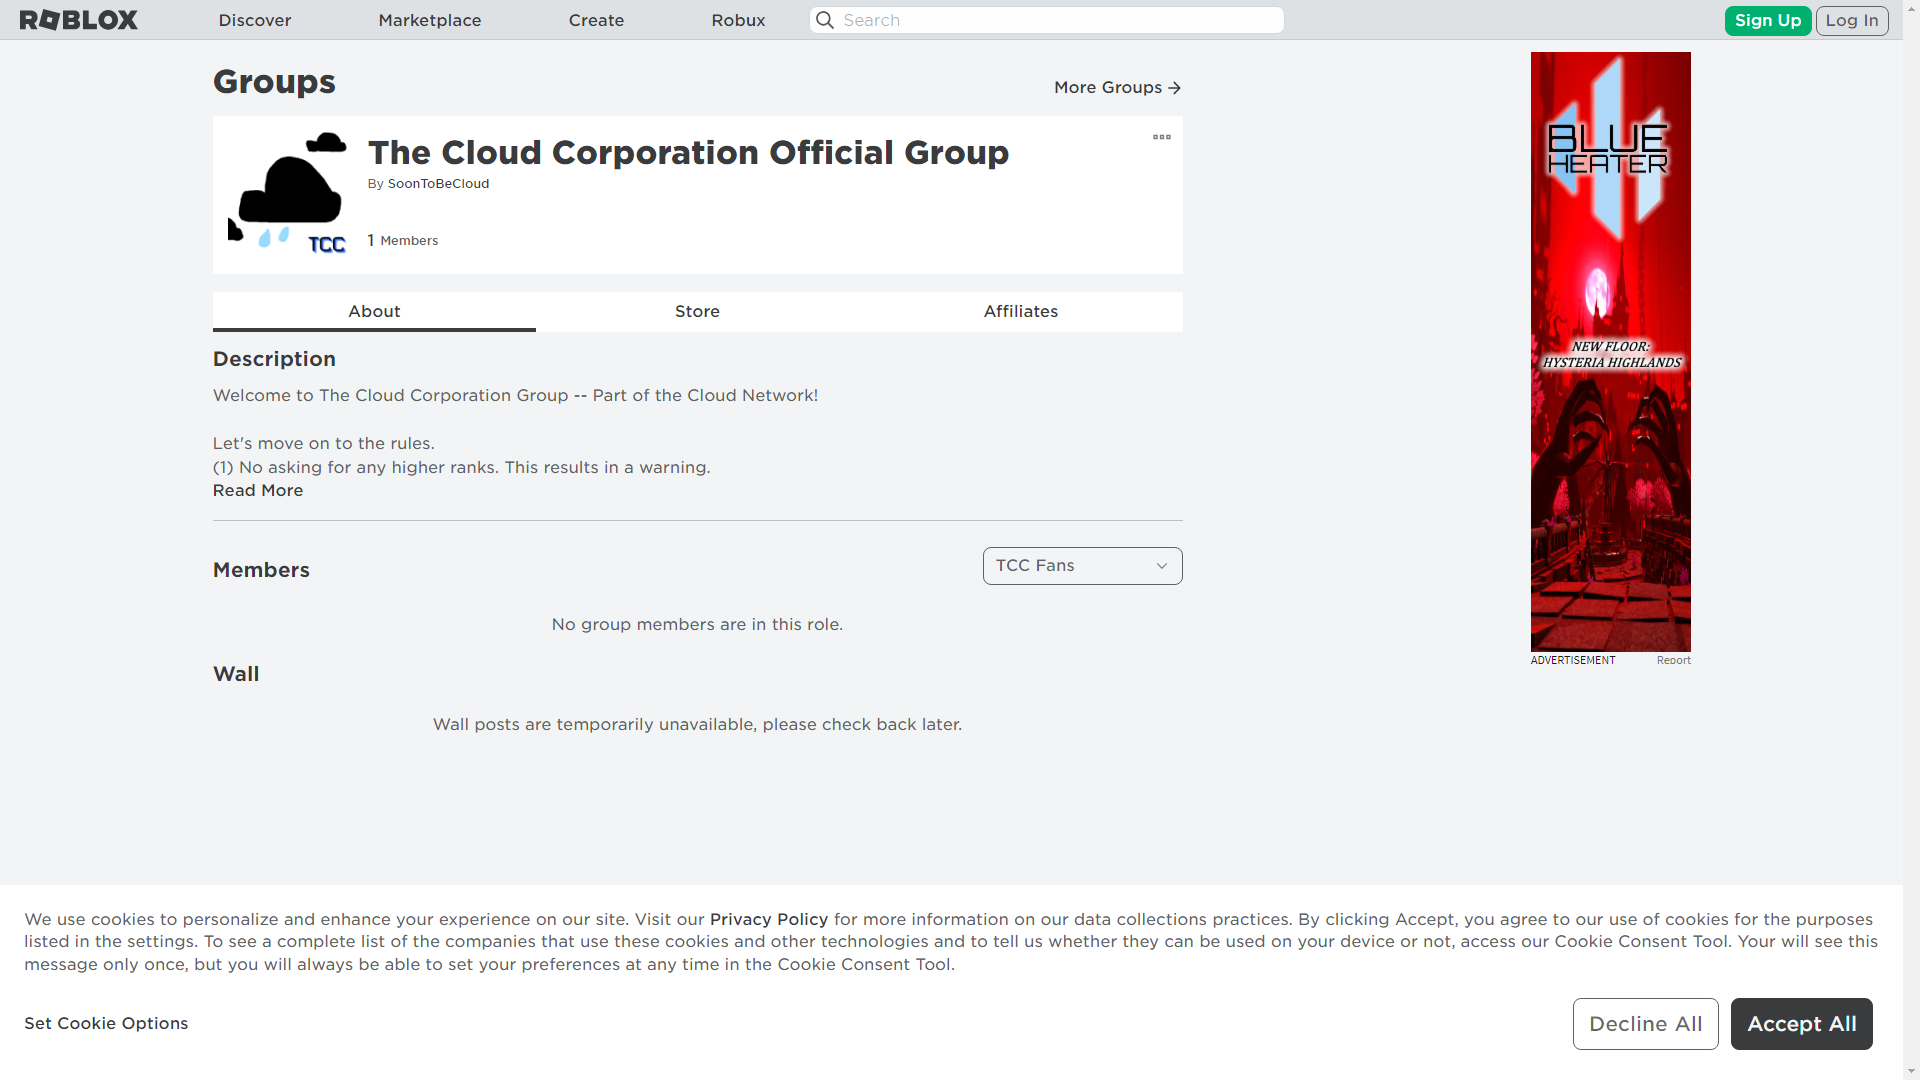 ROBLOX
Discover
Marketplace
Create
Robux
Search
Sign Up
Log In
Groups
More Groups
TCC
The Cloud Corporation Official Group
By SoonToBeCloud
1 Members
About
Store
Affiliates
Description
Welcome to The Cloud Corporation Group -- Part of the Cloud Network!
Let's move on to the rules.
(1) No asking for any higher ranks. This results in a warning.
Read More
Members
TCC Fans
No group members are in this role.
Wall
Wall posts are temporarily unavailable, please check back later.
BLUE
HEATER
NEW FLOOR:
HYSTERIA HIGHLANDS
ADVERTISEMENT
Report
We use cookies to personalize and enhance your experience on our site. Visit our Privacy Policy for more information on our data collections practices. By clicking Accept, you agree to our use of cookies for the purposes
listed in the settings. To see a complete list of the companies that use these cookies and other technologies and to tell us whether they can be used on your device or not, access our Cookie Consent Tool. Your will see this
message only once, but you will always be able to set your preferences at any time in the Cookie Consent Tool.
Set Cookie Options
Decline All
Accept All